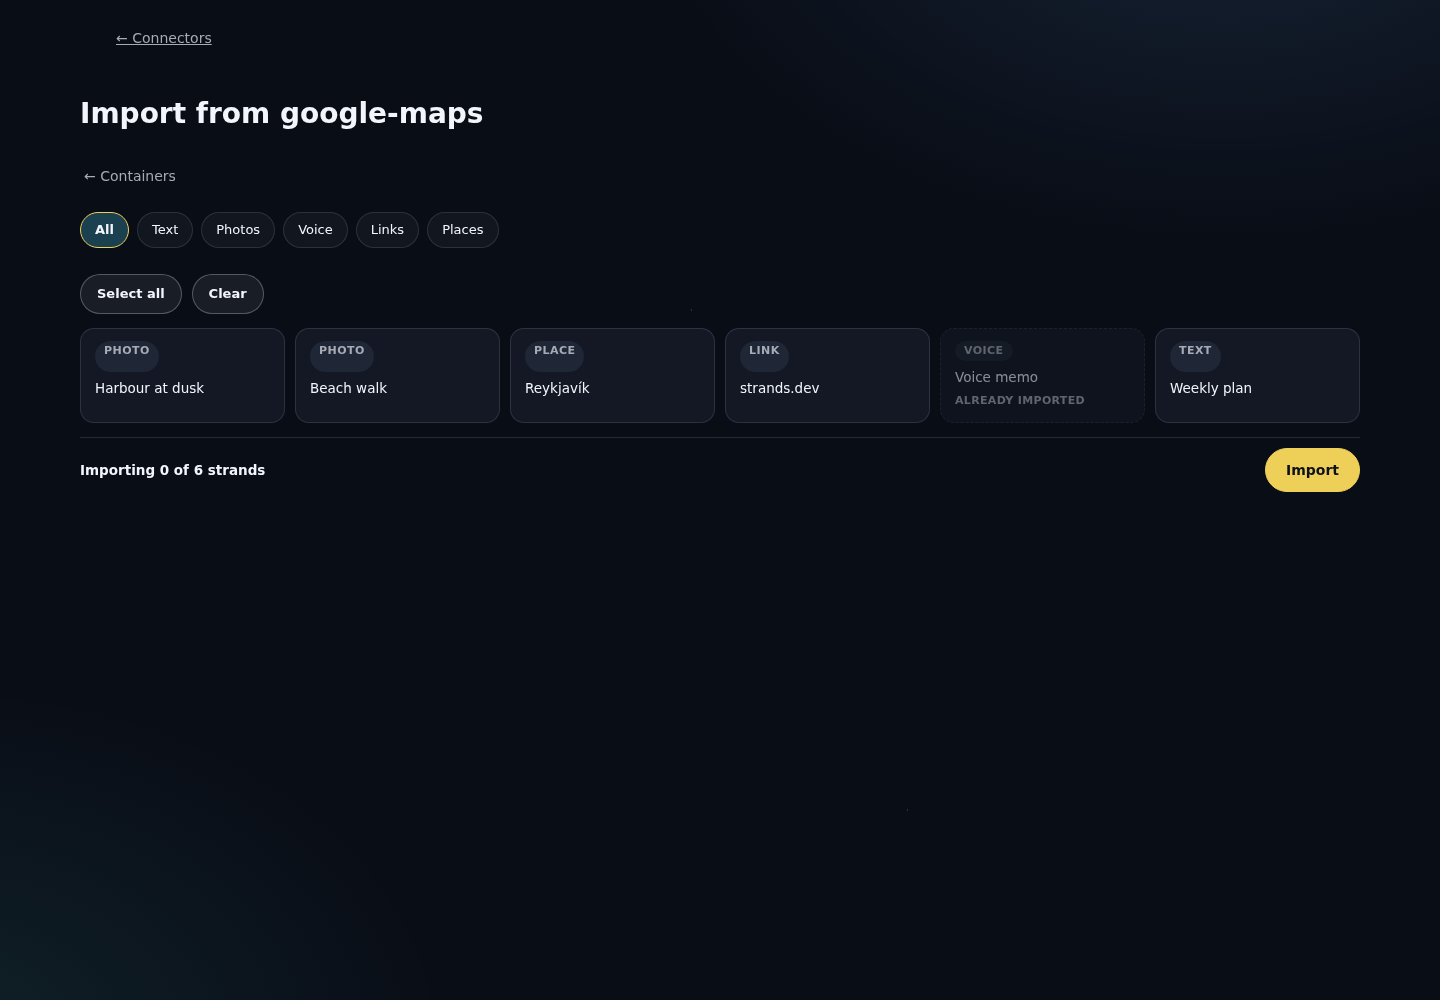 ← Connectors
Import from google-maps
← Containers
All Text Photos Voice Links Places
Select all Clear
PHOTO
Harbour at dusk
PHOTO
Beach walk
PLACE
Reykjavík
LINK
strands.dev
VOICE
Voice memo
ALREADY IMPORTED
TEXT
Weekly plan
Importing 0 of 6 strands
Import